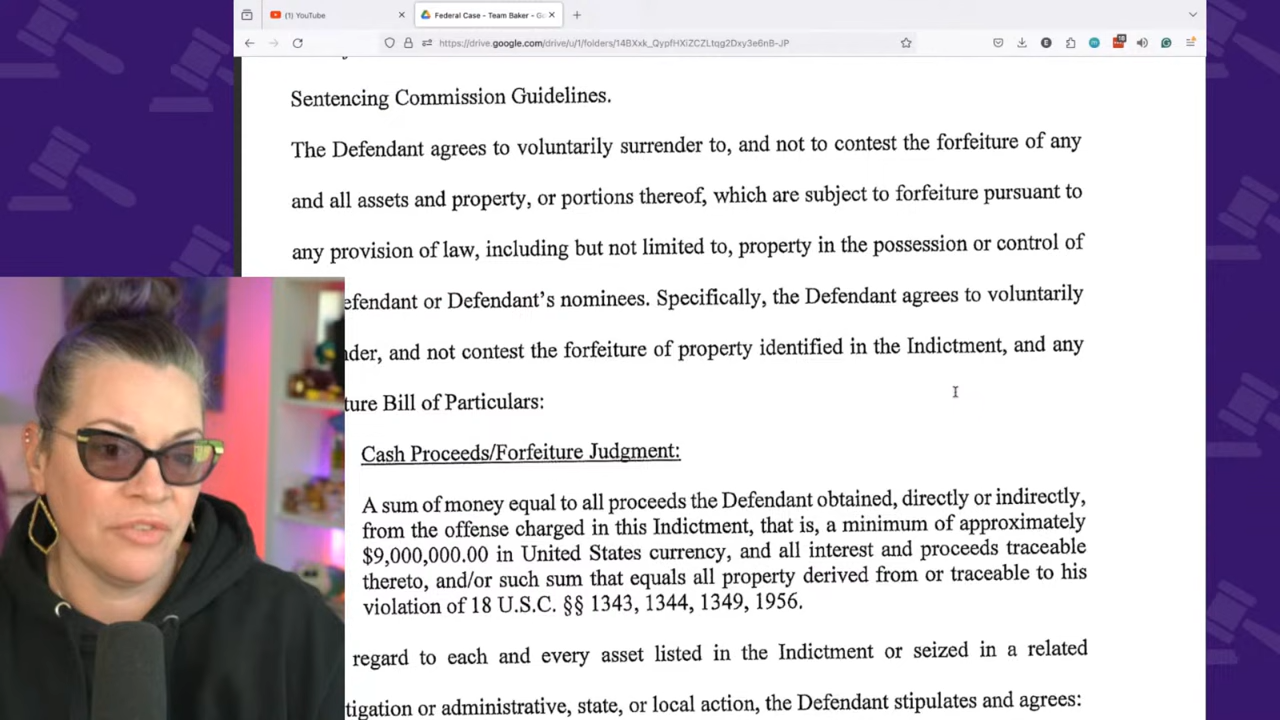 (1) YouTube
Federal Case - Team Baker - Go
https://drive.google.com/drive/u/1/folders/14BXxk_QypfHXiZCZLtqg2Dxy3e6nB-JP
18
Sentencing Commission Guidelines.
The Defendant agrees to voluntarily surrender to, and not to contest the forfeiture of any
and all assets and property, or portions thereof, which are subject to forfeiture pursuant to
any provision of law, including but not limited to, property in the possession or control of
efendant or Defendant's nominees. Specifically, the Defendant agrees to voluntarily
der, and not contest the forfeiture of property identified in the Indictment, and any
ture Bill of Particulars:
Cash Proceeds/Forfeiture Judgment:
A sum of money equal to all proceeds the Defendant obtained, directly or indirectly,
from the offense charged in this Indictment, that is, a minimum of approximately
$9,000,000.00 in United States currency, and all interest and proceeds traceable
thereto, and/or such sum that equals all property derived from or traceable to his
violation of 18 U.S.C. §§ 1343, 1344, 1349, 1956.
regard to each and every asset listed in the Indictment or seized in a related
tigation or administrative, state, or local action, the Defendant stipulates and agrees: